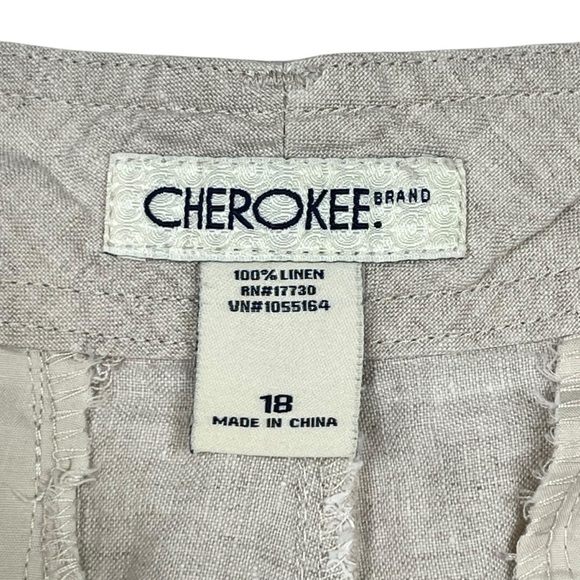 CHEROKEE. BRAND
100% LINEN
RN#17730
VN#1055164
18
MADE IN CHINA